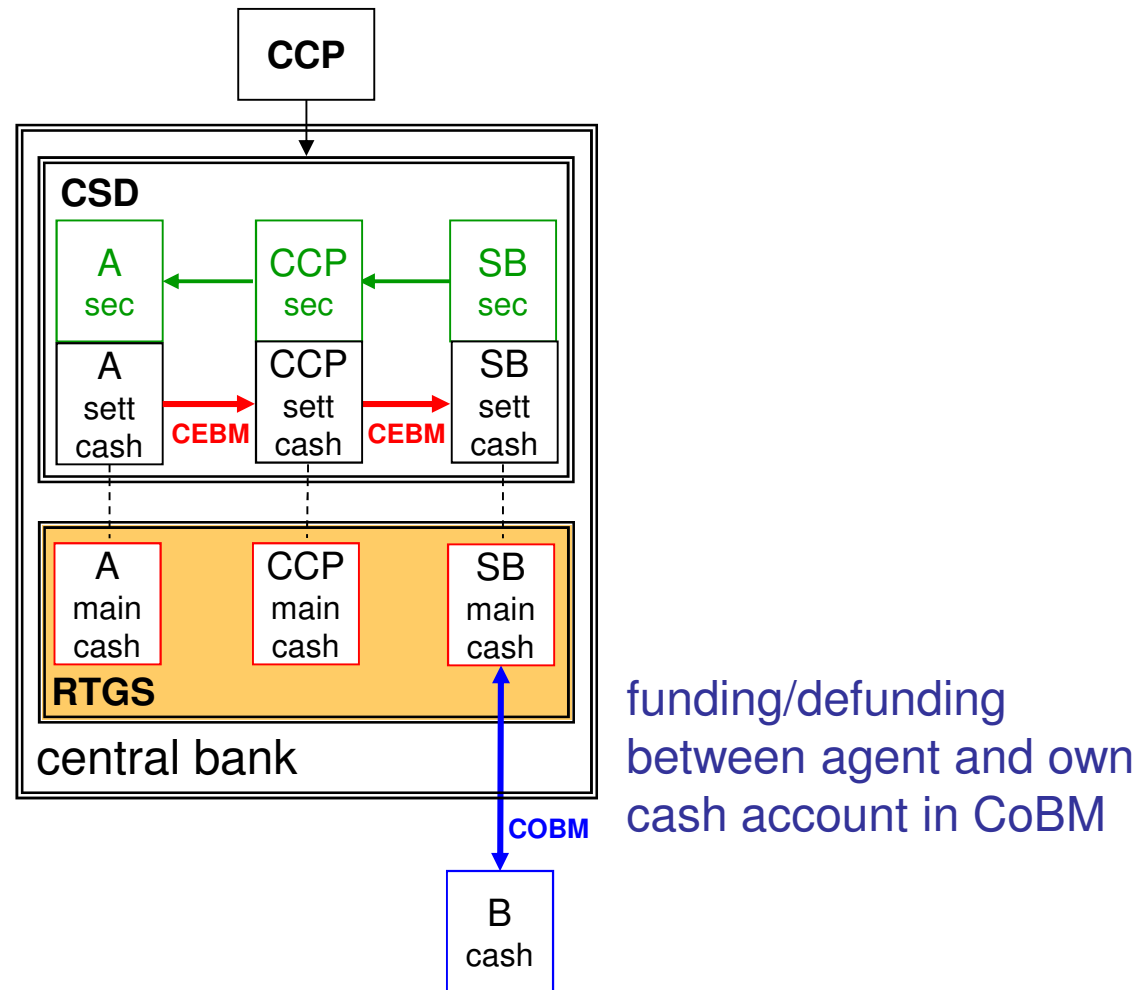 CCP
CSD
A
sec
CCP
sec
SB
sec
A
sett
cash
CEBM
CCP
sett
cash
CEBM
SB
sett
cash
A
main
cash
CCP
main
cash
SB
main
cash
RTGS
central bank
funding/defunding
between agent and own
cash account in CoBM
COBM
B
cash